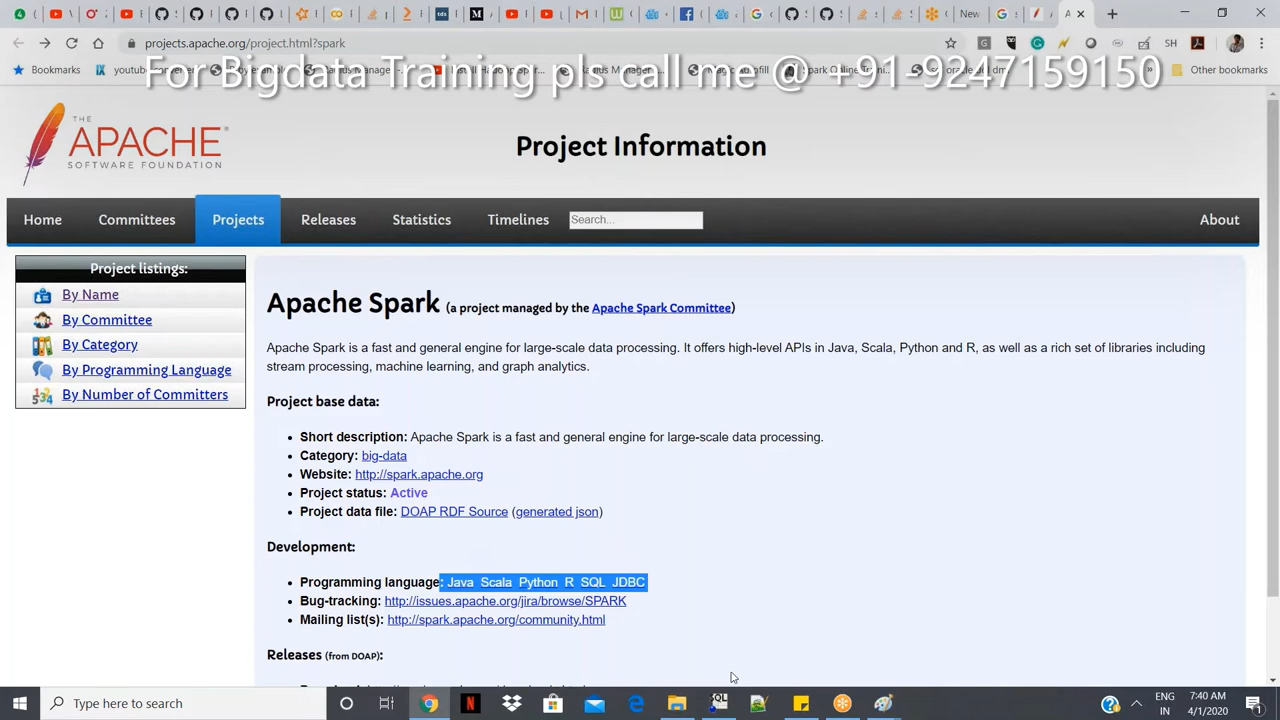 New
projects.apache.org/project.html?spark
Bookmarks
Other bookmarks
For Bigdata Training pls call me @ +91-9247159150
THE
APACHE
SOFTWARE FOUNDATION
Project Information
Home Committees Projects Releases Statistics Timelines Search... About
Project listings:
By Name
By Committee
By Category
By Programming Language
By Number of Committers
Apache Spark (a project managed by the Apache Spark Committee)
Apache Spark is a fast and general engine for large-scale data processing. It offers high-level APIs in Java, Scala, Python and R, as well as a rich set of libraries including
stream processing, machine learning, and graph analytics.
Project base data:
Short description: Apache Spark is a fast and general engine for large-scale data processing.
Category: big-data
Website: http://spark.apache.org
Project status: Active
Project data file: DOAP RDF Source (generated json)
Development:
Programming language: Java Scala Python R SQL JDBC
Bug-tracking: http://issues.apache.org/jira/browse/SPARK
Mailing list(s): http://spark.apache.org/community.html
Releases (from DOAP):
Type here to search
ENG
IN
7:40 AM
4/1/2020